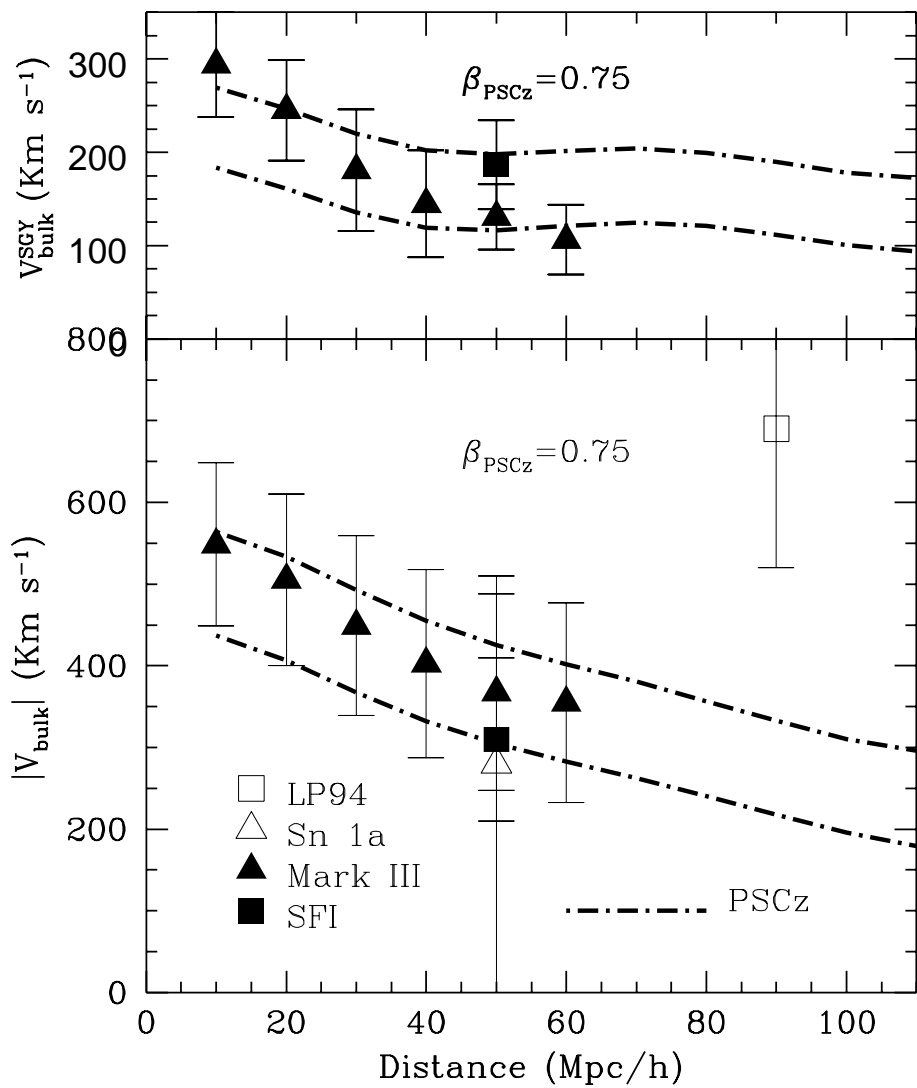 300
200
100
0
V^SGY_bulk (Km s⁻¹)
β_PSCz=0.75
800
600
400
200
0
|V_bulk| (Km s⁻¹)
β_PSCz=0.75
LP94
Sn 1a
Mark III
SFI
PSCz
0 20 40 60 80 100
Distance (Mpc/h)